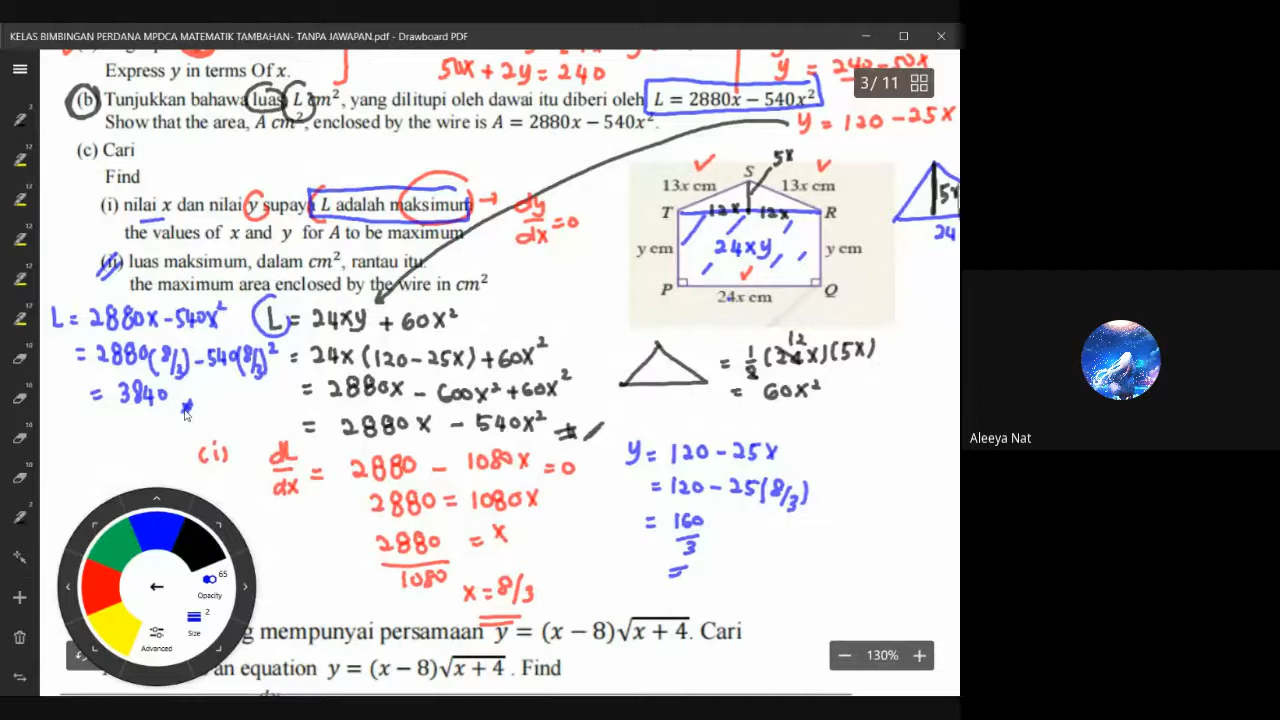 KELAS BIMBINGAN PERDANA MPDCA MATEMATIK TAMBAHAN- TANPA JAWAPAN.pdf - Drawboard PDF
Express y in terms Of x.
50x + 2y = 240
3 / 11
(b) Tunjukkan bahawa luas L cm², yang dilitupi oleh dawai itu diberi oleh L = 2880x − 540x²
Show that the area, A cm², enclosed by the wire is A = 2880x − 540x².
y = 120 - 25x
(c) Cari
Find
(i) nilai x dan nilai y supaya L adalah maksimum → dy/dx = 0
the values of x and y for A to be maximum
(ii) luas maksimum, dalam cm², rantau itu
the maximum area enclosed by the wire in cm²
S
5x
13x cm
13x cm
T
12x
12x
R
y cm
24xy
y cm
P
24x cm
Q
5x
24
L = 2880x - 540x²
= 2880(8/3) - 540(8/3)²
= 3840
L = 24xy + 60x²
= 24x (120 - 25x) + 60x²
= 2880x - 600x² + 60x²
= 2880x - 540x²
= 1/2 (24x)(5x)
12
= 60x²
(i) dL/dx = 2880 - 1080x = 0
2880 = 1080x
2880/1080 = x
x = 8/3
y = 120 - 25x
= 120 - 25(8/3)
= 160/3
65
Opacity
2
Size
Advanced
mempunyai persamaan y = (x − 8)√x + 4. Cari
an equation y = (x − 8)√x + 4 . Find
130%
Aleeya Nat